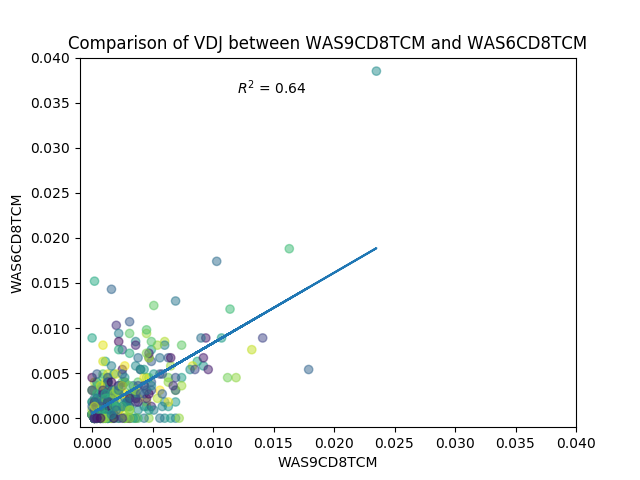 Comparison of VDJ between WAS9CD8TCM and WAS6CD8TCM
R² = 0.64
0.040
0.035
0.030
0.025
0.020
0.015
0.010
0.005
0.000
WAS6CD8TCM
0.000 0.005 0.010 0.015 0.020 0.025 0.030 0.035 0.040
WAS9CD8TCM